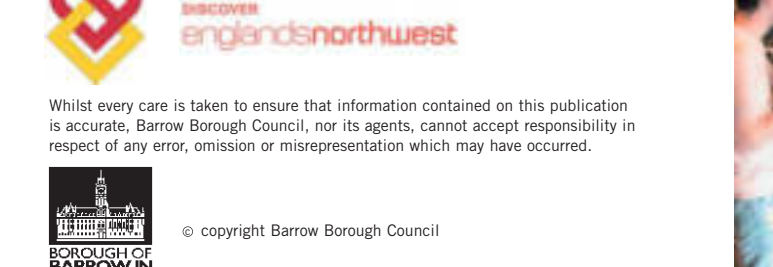 DISCOVER
englandsnorthwest
Whilst every care is taken to ensure that information contained on this publication
is accurate, Barrow Borough Council, nor its agents, cannot accept responsibility in
respect of any error, omission or misrepresentation which may have occurred.
© copyright Barrow Borough Council
BOROUGH OF
BARROW IN